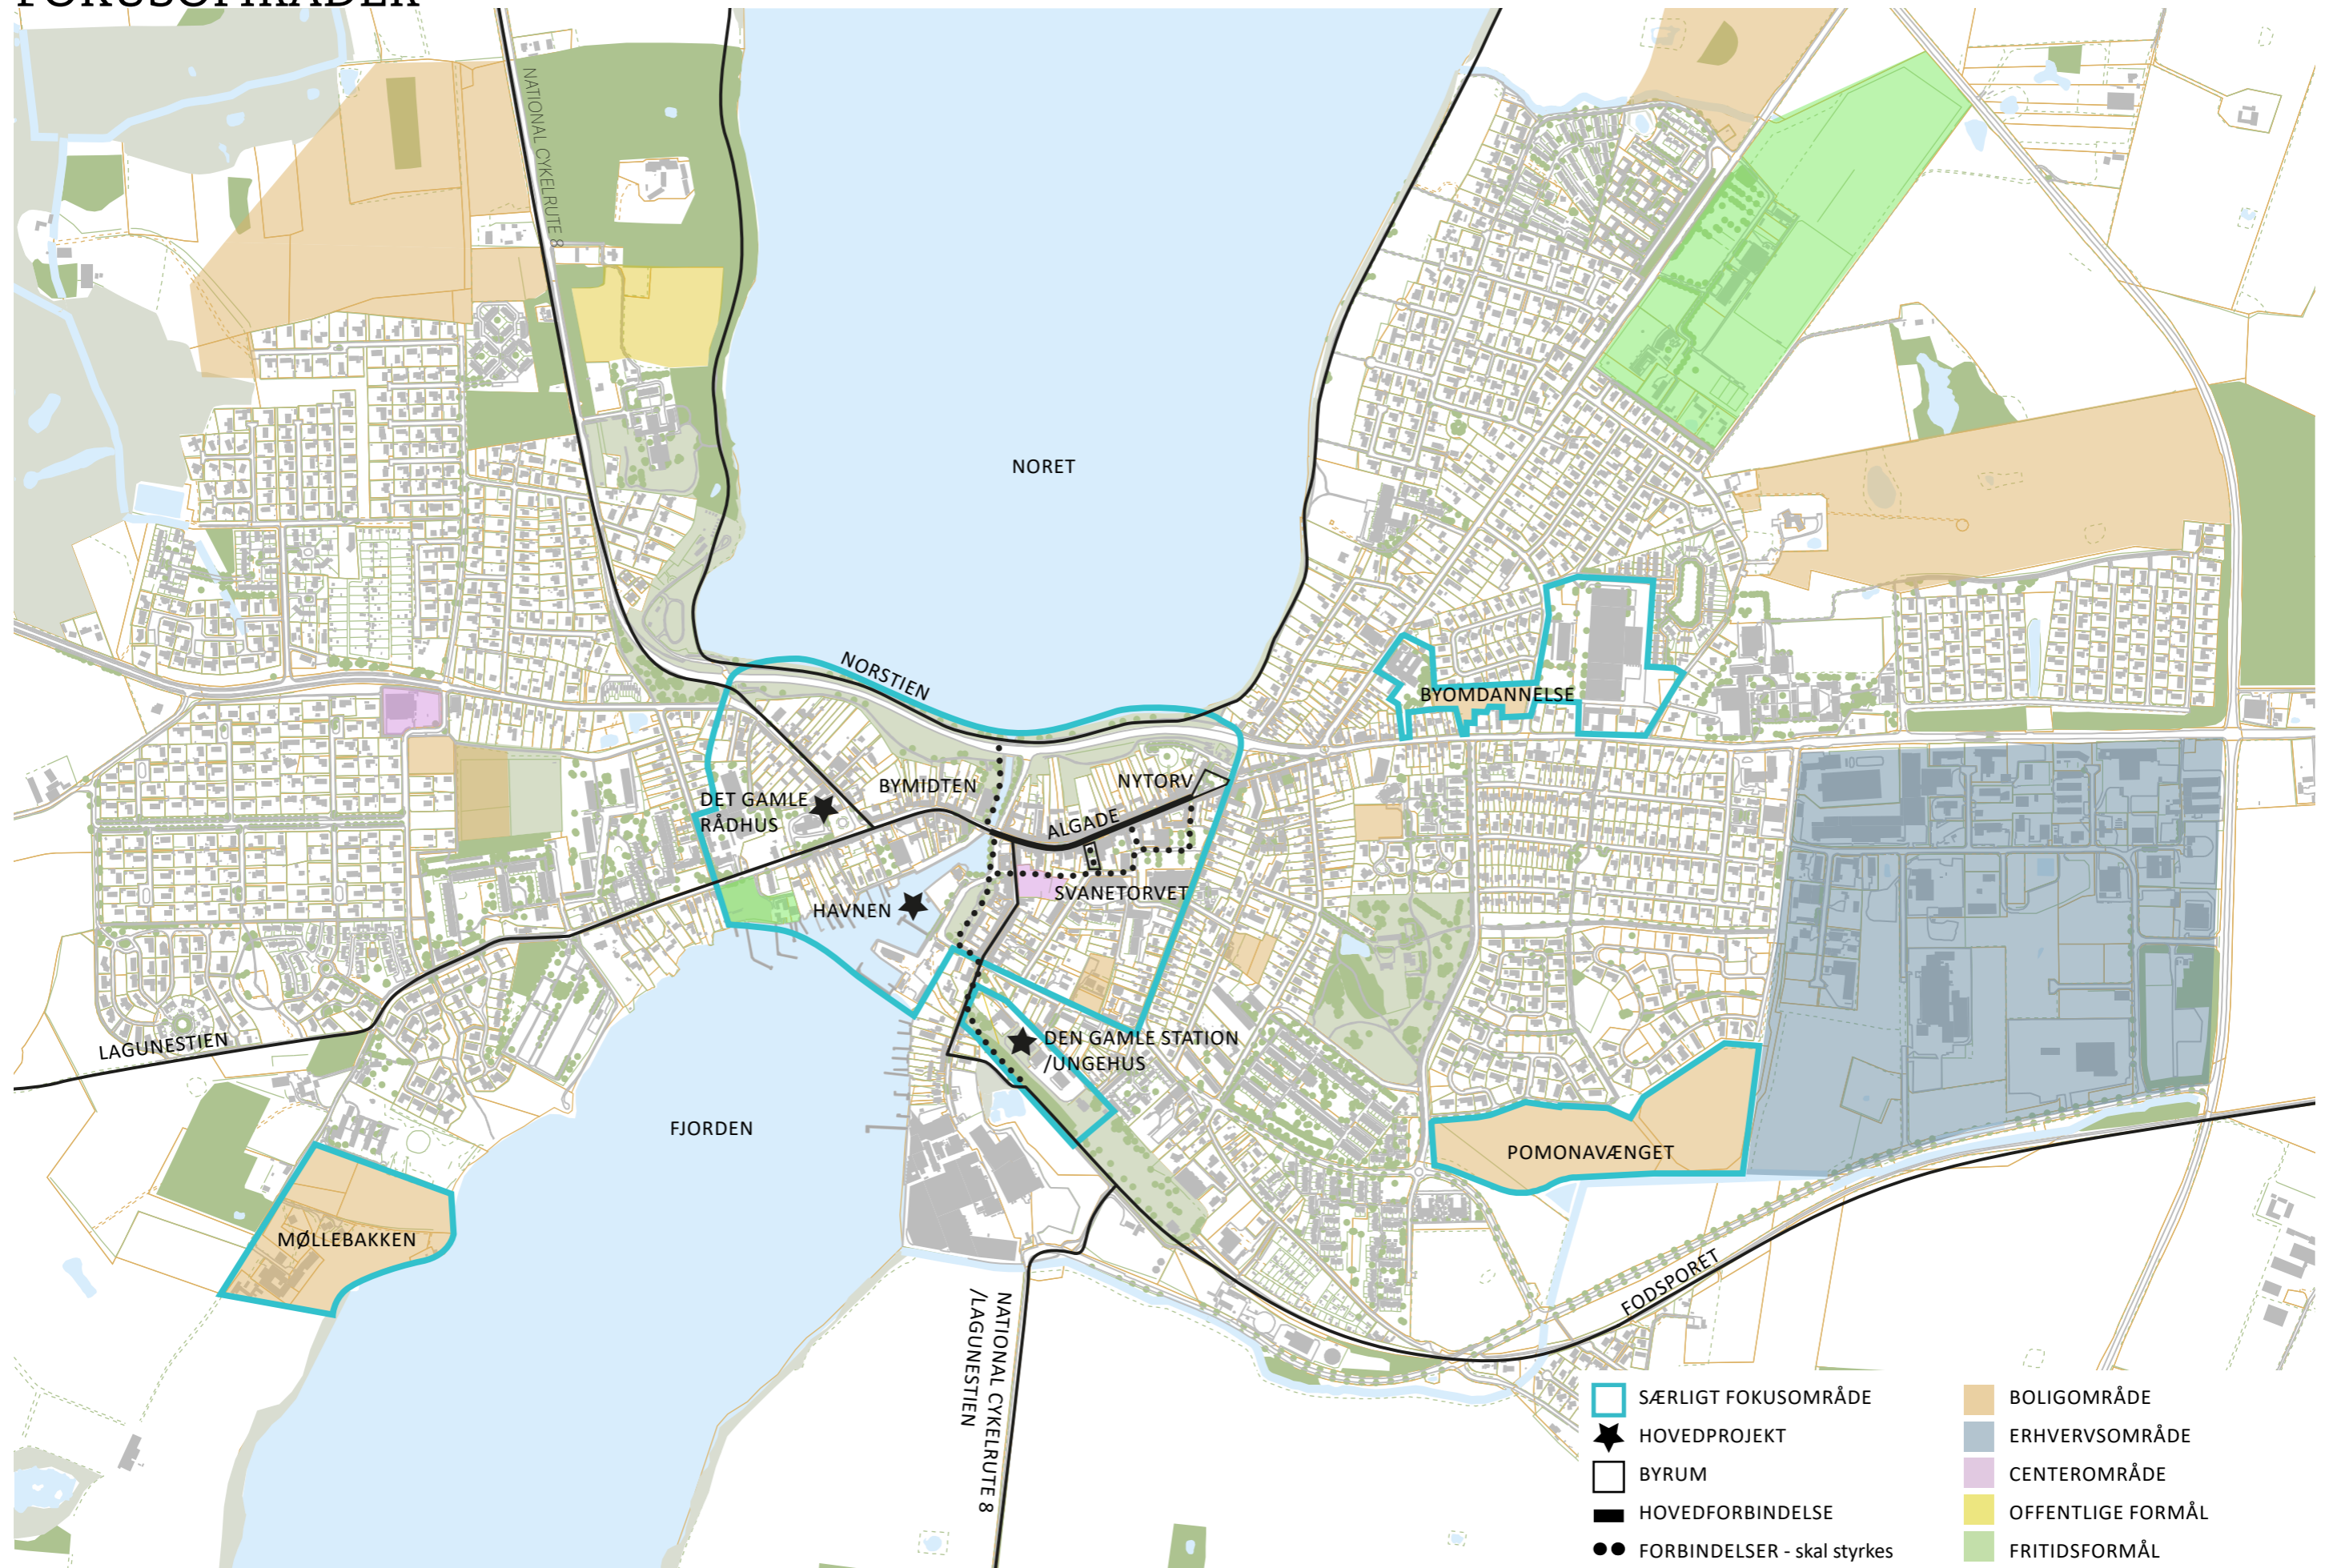 FOKUSOMRÅDER
NATIONAL CYKELRUTE 8
NORET
NORSTIEN
BYOMDANNELSE
BYMIDTEN
NYTORV
DET GAMLE
RÅDHUS
ALGADE
SVANETORVET
HAVNEN
LAGUNESTIEN
DEN GAMLE STATION
/UNGEHUS
FJORDEN
POMONAVÆNGET
MØLLEBAKKEN
FODSPORET
NATIONAL CYKELRUTE 8
/LAGUNESTIEN
SÆRLIGT FOKUSOMRÅDE
HOVEDPROJEKT
BYRUM
HOVEDFORBINDELSE
FORBINDELSER - skal styrkes
BOLIGOMRÅDE
ERHVERVSOMRÅDE
CENTEROMRÅDE
OFFENTLIGE FORMÅL
FRITIDSFORMÅL